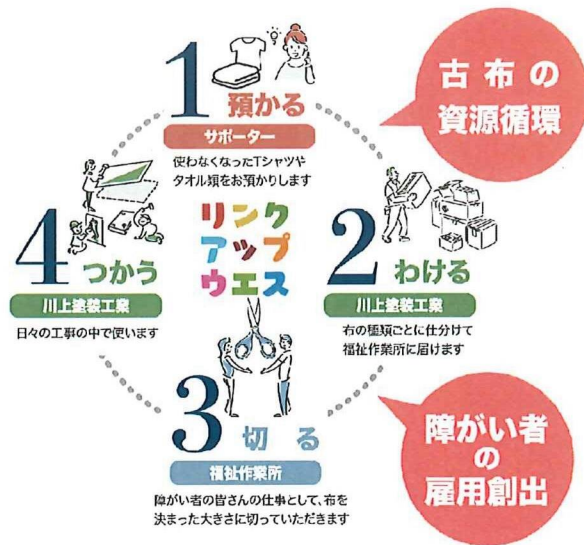 1 預かる
サポーター
使わなくなったTシャツや
タオル類をお預かりします
古布の
資源循環
リンク
アップ
ウエス
2 わける
川上塗装工業
布の種類ごとに仕分けて
福祉作業所に届けます
3 切る
福祉作業所
障がい者の皆さんの仕事として、布を
決まった大きさに切っていただきます
4 つかう
川上塗装工業
日々の工事の中で使います
障がい者
の
雇用創出